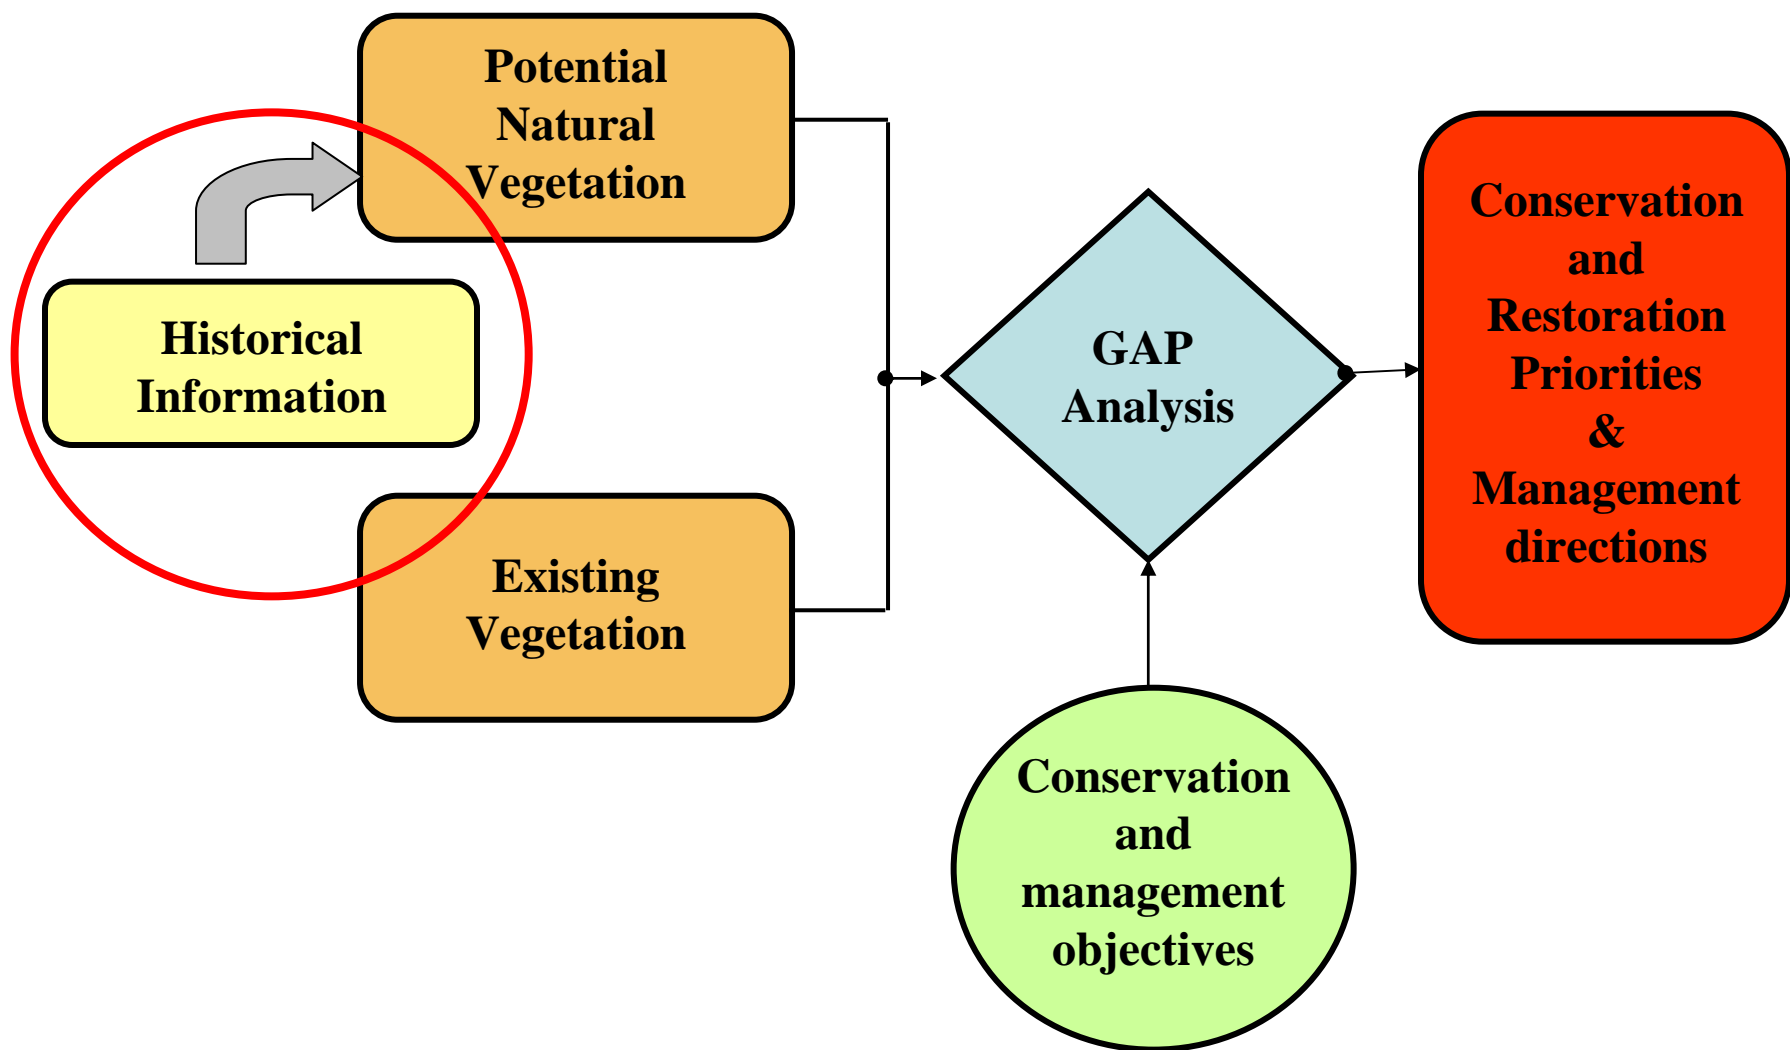 Potential
Natural
Vegetation
Historical
Information
Existing
Vegetation
GAP
Analysis
Conservation
and
management
objectives
Conservation
and
Restoration
Priorities
&
Management
directions